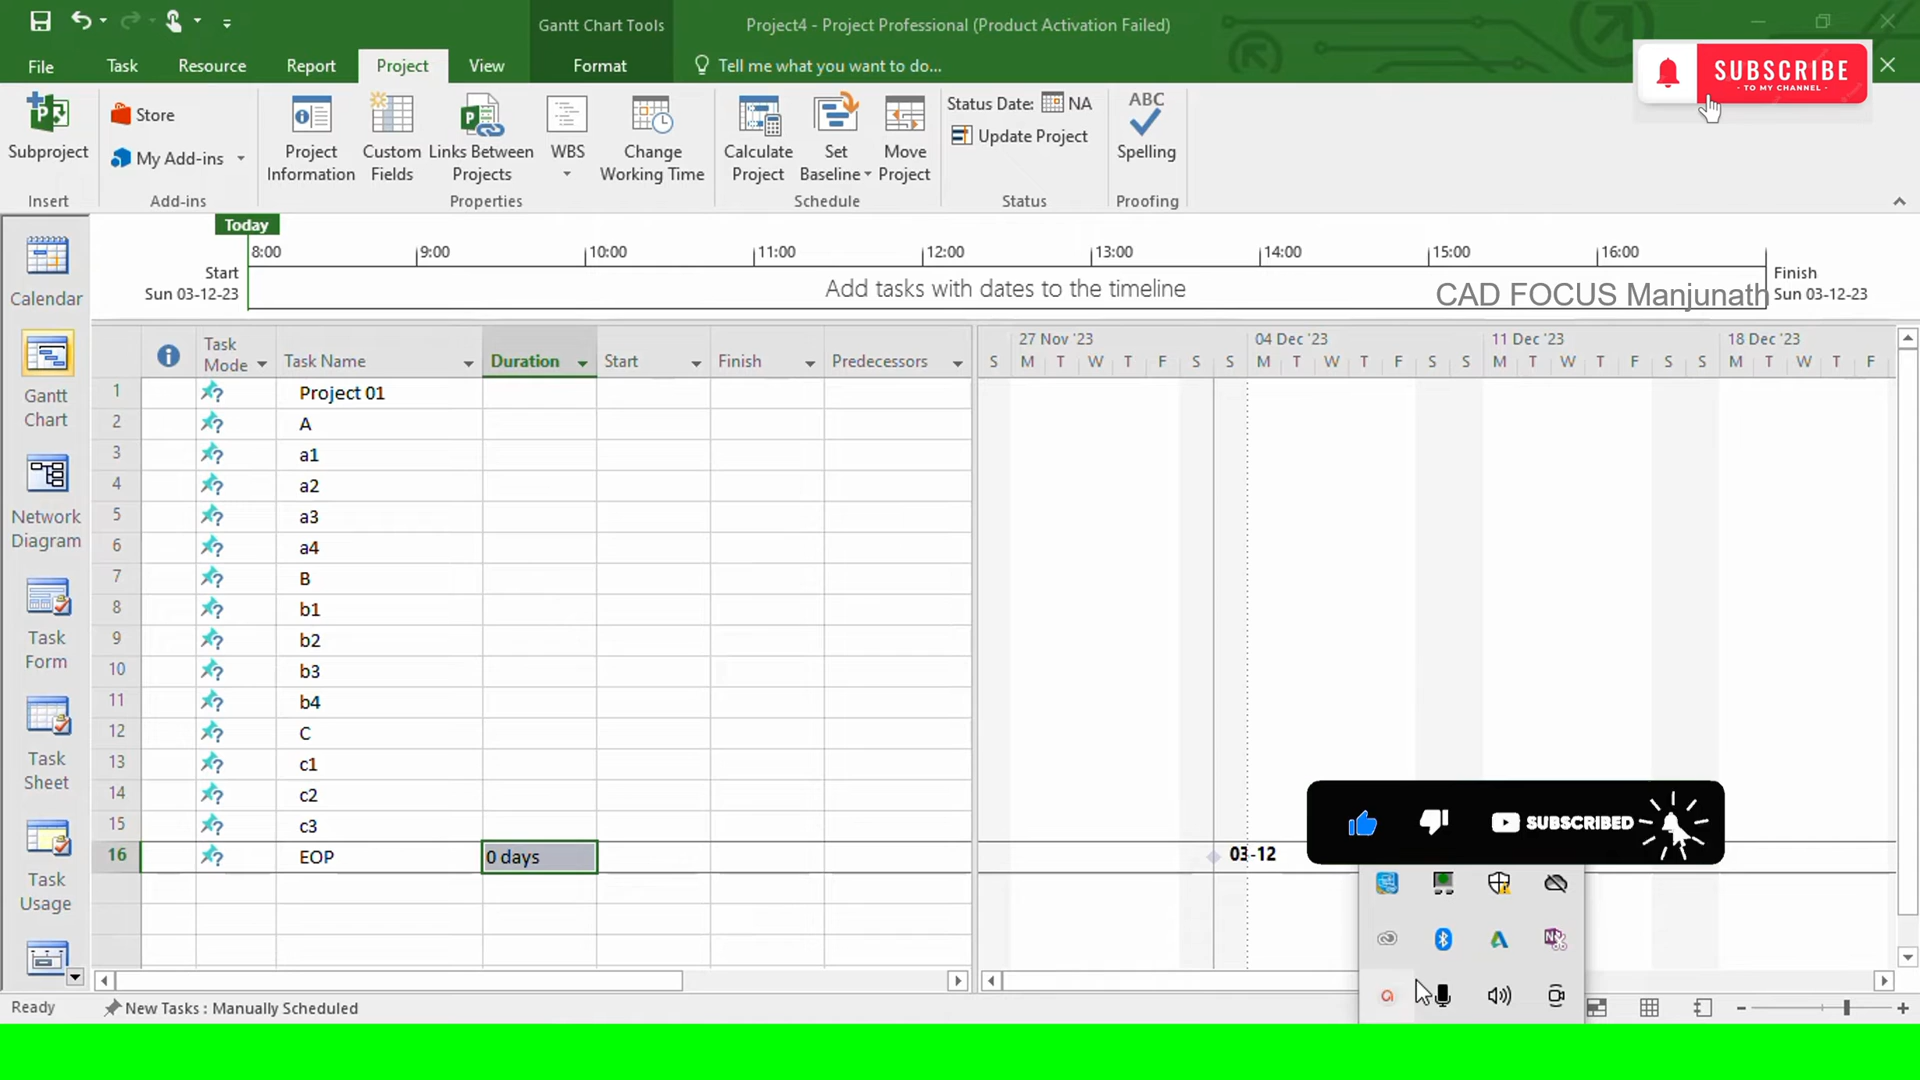 Gantt Chart Tools
Project4 - Project Professional (Product Activation Failed)
File
Task
Resource
Report
Project
View
Format
Tell me what you want to do...
SUBSCRIBE
- TO MY CHANNEL -
Subproject
Store
My Add-ins
Project Information
Custom Fields
Links Between Projects
WBS
Change Working Time
Calculate Project
Set Baseline
Move Project
Status Date: NA
Update Project
ABC
Spelling
Insert
Add-ins
Properties
Schedule
Status
Proofing
Today
8:00
9:00
10:00
11:00
12:00
13:00
14:00
15:00
16:00
Start
Sun 03-12-23
Add tasks with dates to the timeline
CAD FOCUS Manjunath
Finish
Sun 03-12-23
Calendar
Gantt Chart
Network Diagram
Task Form
Task Sheet
Task Usage
Task Mode
Task Name
Duration
Start
Finish
Predecessors
27 Nov '23
04 Dec '23
11 Dec '23
18 Dec '23
S M T W T F S S M T W T F S S M T W T F S S M T W T F
1 Project 01
2 A
3 a1
4 a2
5 a3
6 a4
7 B
8 b1
9 b2
10 b3
11 b4
12 C
13 c1
14 c2
15 c3
16 EOP 0 days
03-12
SUBSCRIBED
Ready
New Tasks : Manually Scheduled